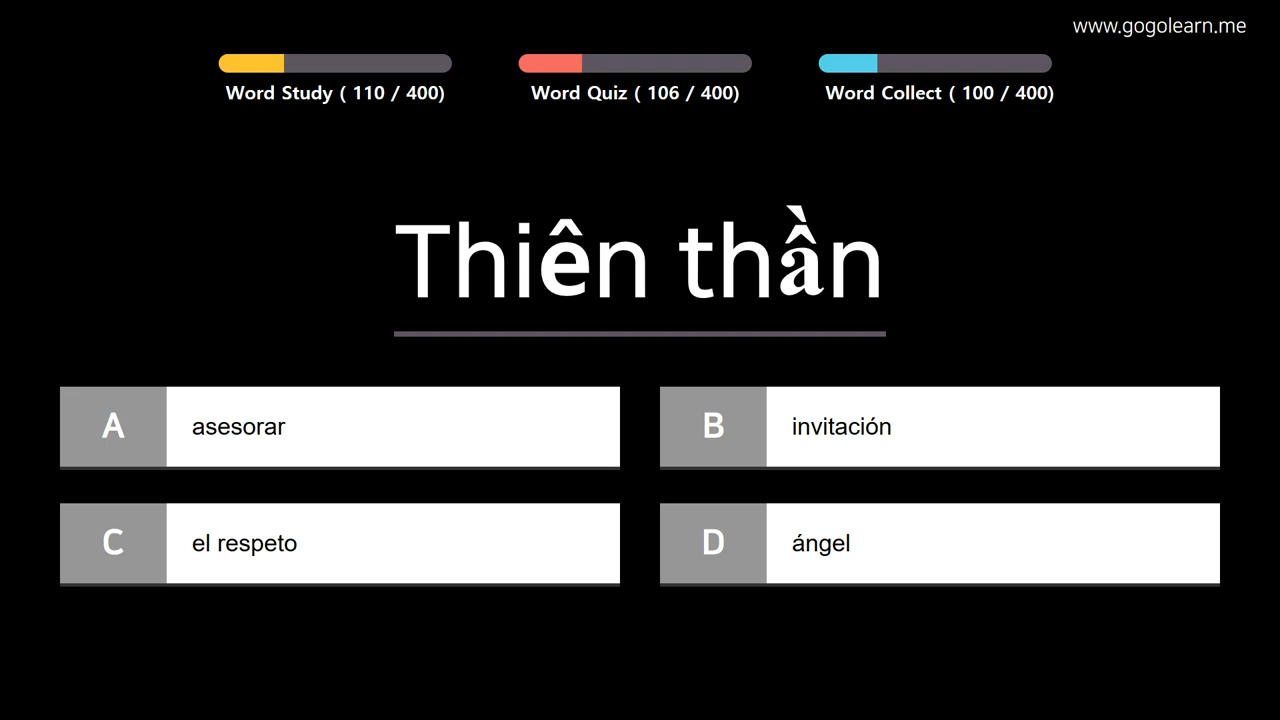 www.gogolearn.me
Word Study ( 110 / 400)
Word Quiz ( 106 / 400)
Word Collect ( 100 / 400)
Thiên thần
A asesorar
B invitación
C el respeto
D ángel